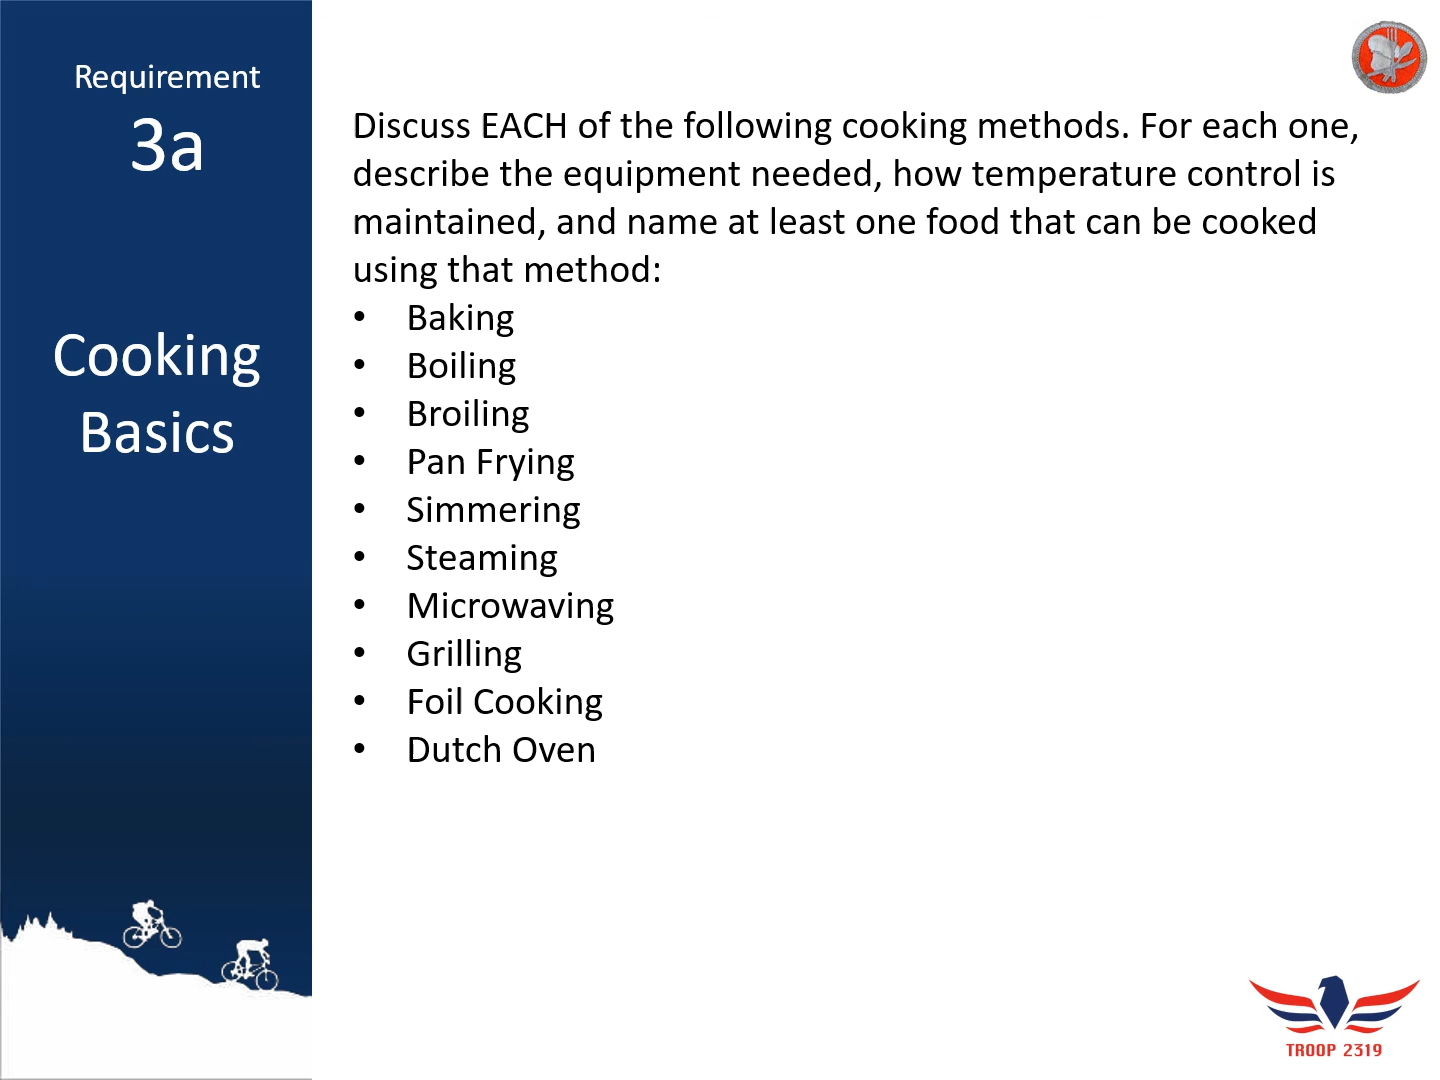 Requirement
3a
Cooking
Basics
Discuss EACH of the following cooking methods. For each one,
describe the equipment needed, how temperature control is
maintained, and name at least one food that can be cooked
using that method:
• Baking
• Boiling
• Broiling
• Pan Frying
• Simmering
• Steaming
• Microwaving
• Grilling
• Foil Cooking
• Dutch Oven
TROOP 2319